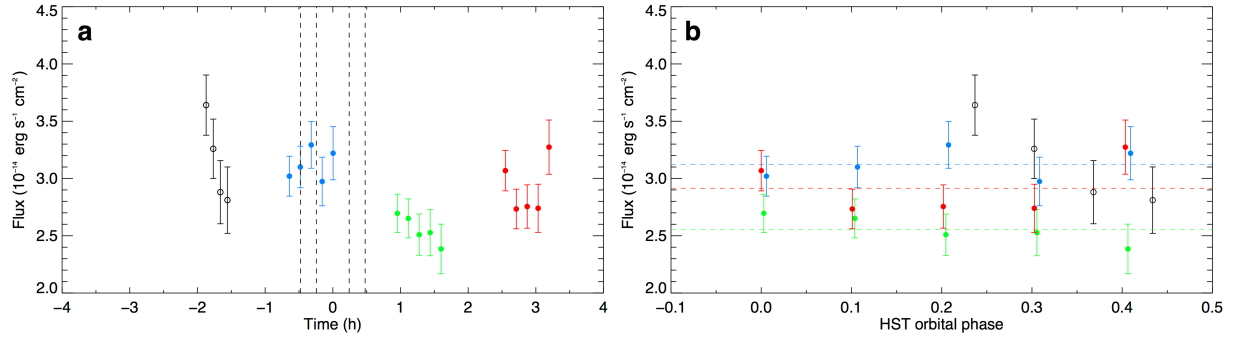 a
4.5
4.0
3.5
3.0
2.5
2.0
Flux (10⁻¹⁴ erg s⁻¹ cm⁻²)
−4 −3 −2 −1 0 1 2 3 4
Time (h)
b
4.5
4.0
3.5
3.0
2.5
2.0
Flux (10⁻¹⁴ erg s⁻¹ cm⁻²)
−0.1 0.0 0.1 0.2 0.3 0.4 0.5
HST orbital phase